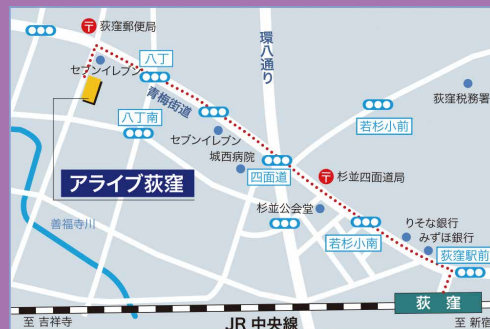 荻窪郵便局
セブンイレブン
八丁
環八通り
青梅街道
荻窪税務署
八丁南
セブンイレブン
若杉小前
城西病院
アライブ荻窪
四面道
杉並四面道局
善福寺川
杉並公会堂
りそな銀行
若杉小南
みずほ銀行
荻窪駅前
荻窪
至 吉祥寺
JR 中央線
至 新宿